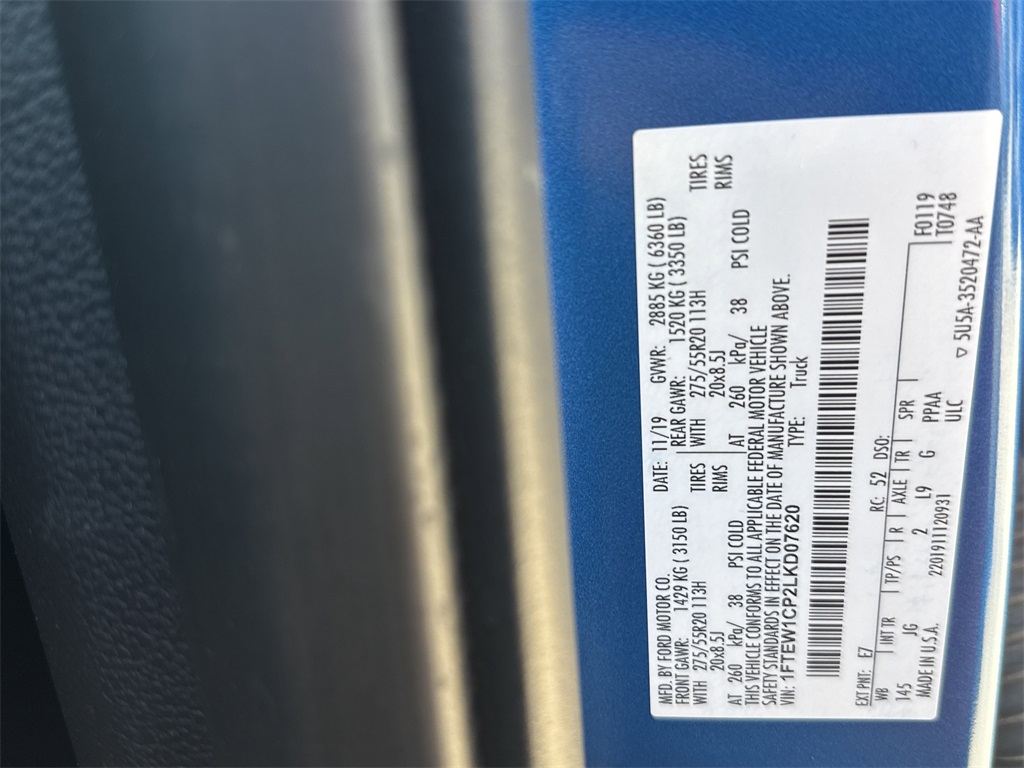 MFD. BY FORD MOTOR CO. DATE: 11/19 GVWR: 2885 KG ( 6360 LB)
FRONT GAWR: 1429 KG ( 3150 LB) REAR GAWR: 1520 KG ( 3350 LB)
WITH 275/55R20 113H TIRES WITH 275/55R20 113H TIRES
20x8.5J RIMS 20x8.5J RIMS
AT 260 kPa/ 38 PSI COLD AT 260 kPa/ 38 PSI COLD
THIS VEHICLE CONFORMS TO ALL APPLICABLE FEDERAL MOTOR VEHICLE
SAFETY STANDARDS IN EFFECT ON THE DATE OF MANUFACTURE SHOWN ABOVE.
VIN: 1FTEW1CP2LKD07620 TYPE: Truck
EXT PNT: E7 RC: 52 DSO:
WB INT TR TP/PS R AXLE TR SPR F0119
145 JG 2 L9 G PPAA T0748
MADE IN U.S.A. 22019111120931 ULC ▽ 5U5A-3520472-AA